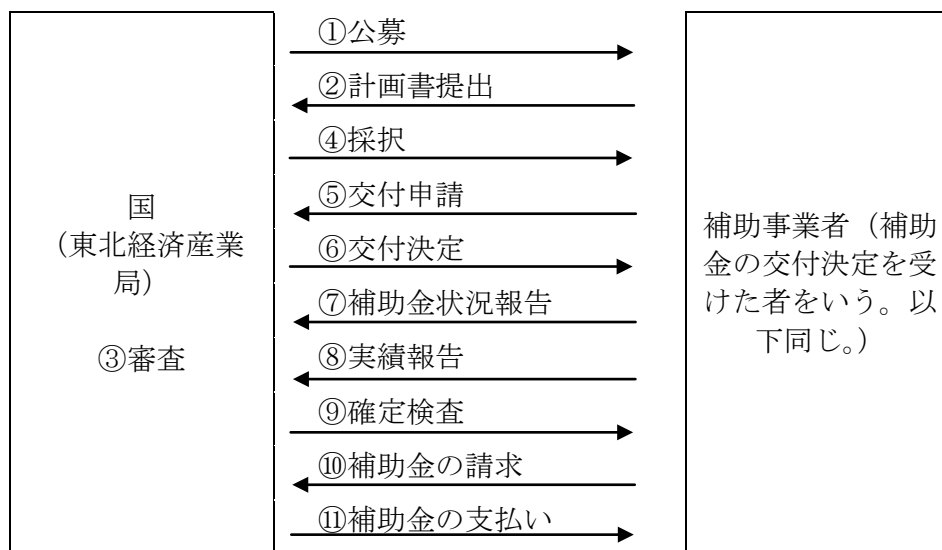 国
（東北経済産業
局）
③審査
①公募
②計画書提出
④採択
⑤交付申請
⑥交付決定
⑦補助金状況報告
⑧実績報告
⑨確定検査
⑩補助金の請求
⑪補助金の支払い
補助事業者（補助
金の交付決定を受
けた者をいう。以
下同じ。）